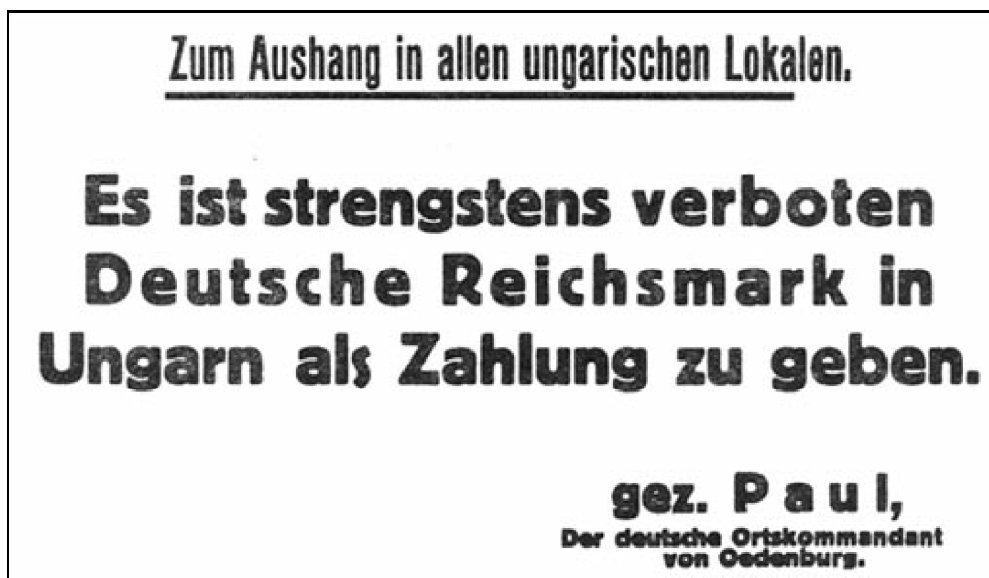 Zum Aushang in allen ungarischen Lokalen.
Es ist strengstens verboten
Deutsche Reichsmark in
Ungarn als Zahlung zu geben.
gez. Paul,
Der deutsche Ortskommandant
von Oedenburg.